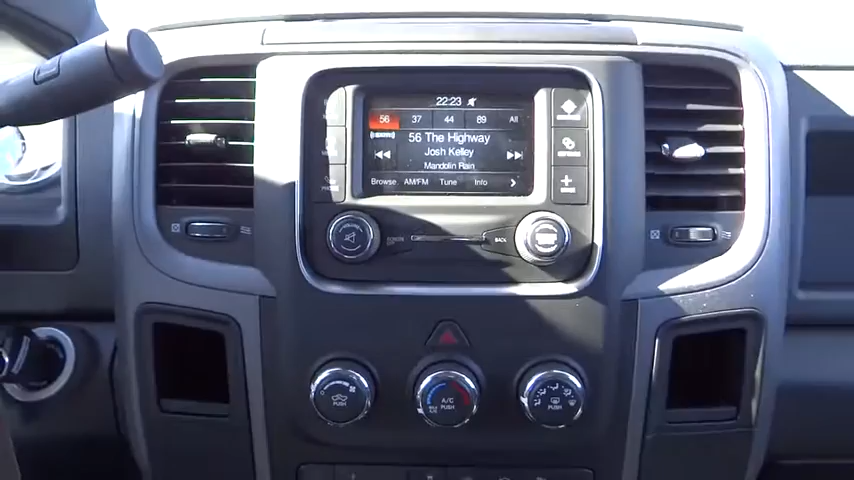 22:23
56 37 44 89 All
((SiriusXM))
56 The Highway
Josh Kelley
Mandolin Rain
Browse AM/FM Tune Info
PHONE
BACK
PUSH
A/C
PUSH
PUSH